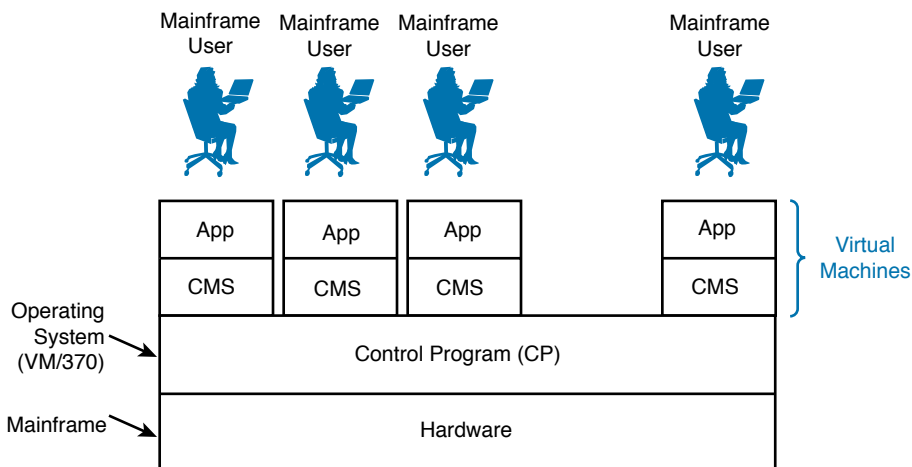 Mainframe
User
Mainframe
User
Mainframe
User
Mainframe
User
App
App
App
App
CMS
CMS
CMS
CMS
Virtual
Machines
Operating
System
(VM/370)
Control Program (CP)
Mainframe
Hardware